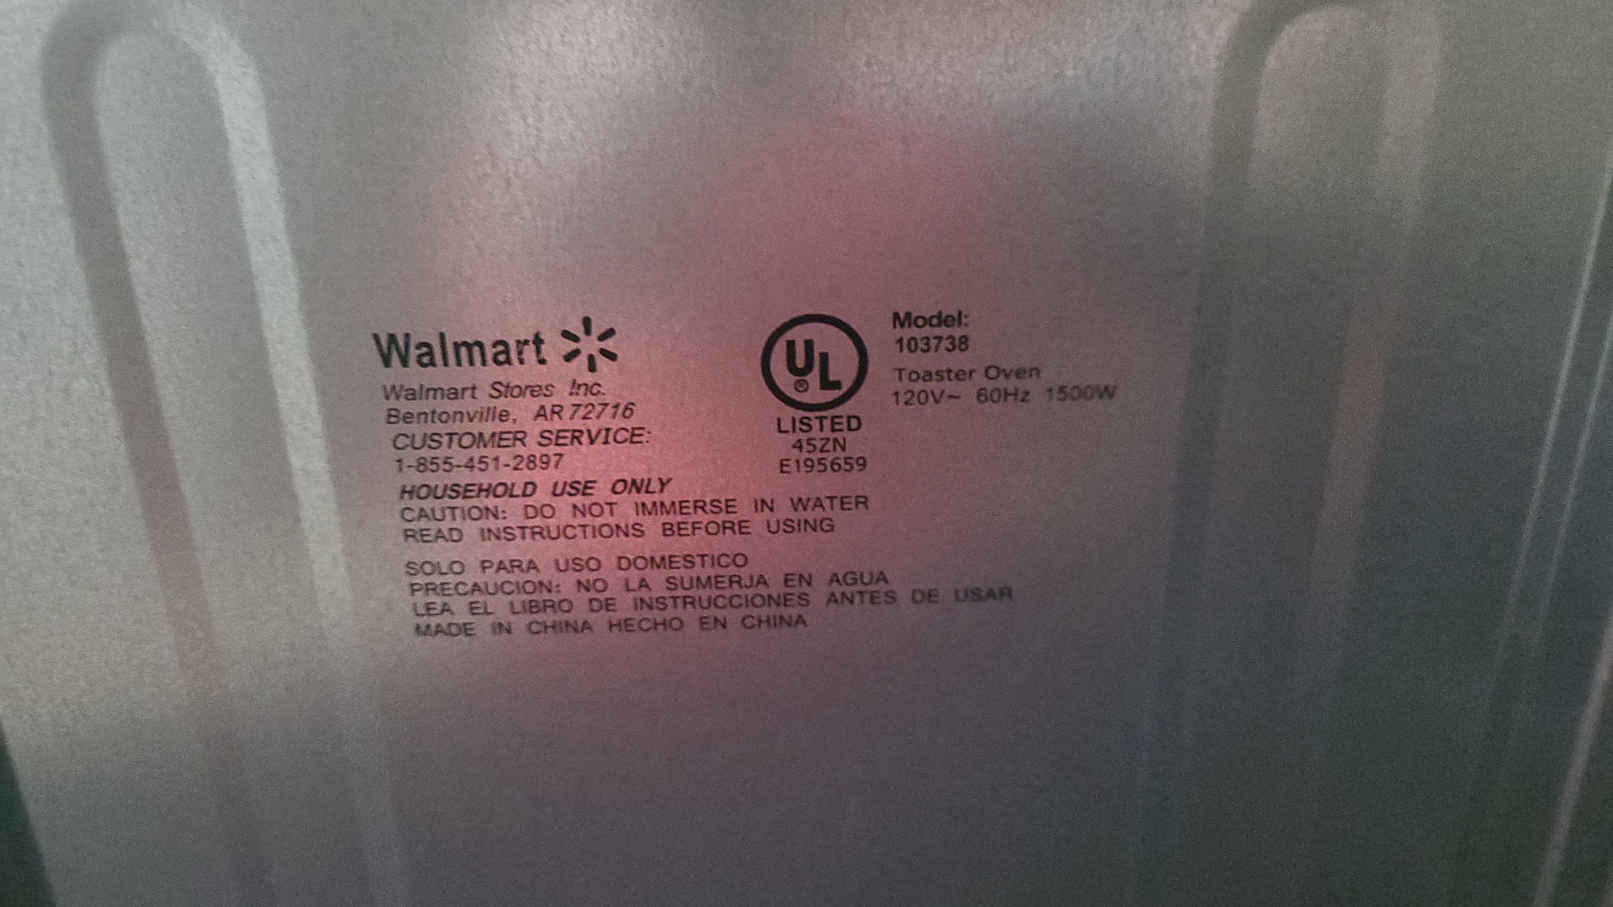 Walmart
Walmart Stores Inc.
Bentonville, AR 72716
CUSTOMER SERVICE:
1-855-451-2897
HOUSEHOLD USE ONLY
CAUTION: DO NOT IMMERSE IN WATER
READ INSTRUCTIONS BEFORE USING
SOLO PARA USO DOMESTICO
PRECAUCION: NO LA SUMERJA EN AGUA
LEA EL LIBRO DE INSTRUCCIONES ANTES DE USAR
MADE IN CHINA HECHO EN CHINA
UL
®
LISTED
45ZN
E195659
Model:
103738
Toaster Oven
120V~ 60Hz 1500W